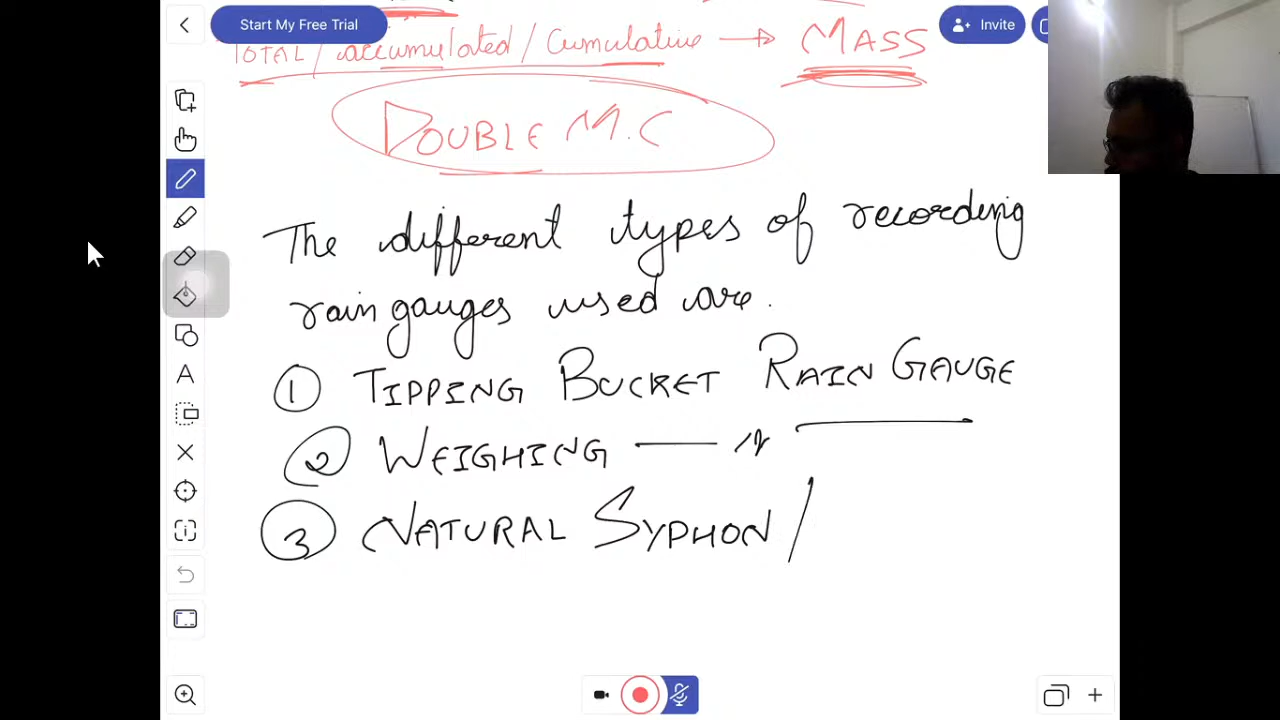 Start My Free Trial
Invite
TOTAL / accumulated / Cumulative → MASS
DOUBLE M.C
The different types of recording
rain gauges used are.
① TIPPING BUCKET RAIN GAUGE
② WEIGHING — 〃 —
③ NATURAL SYPHON /